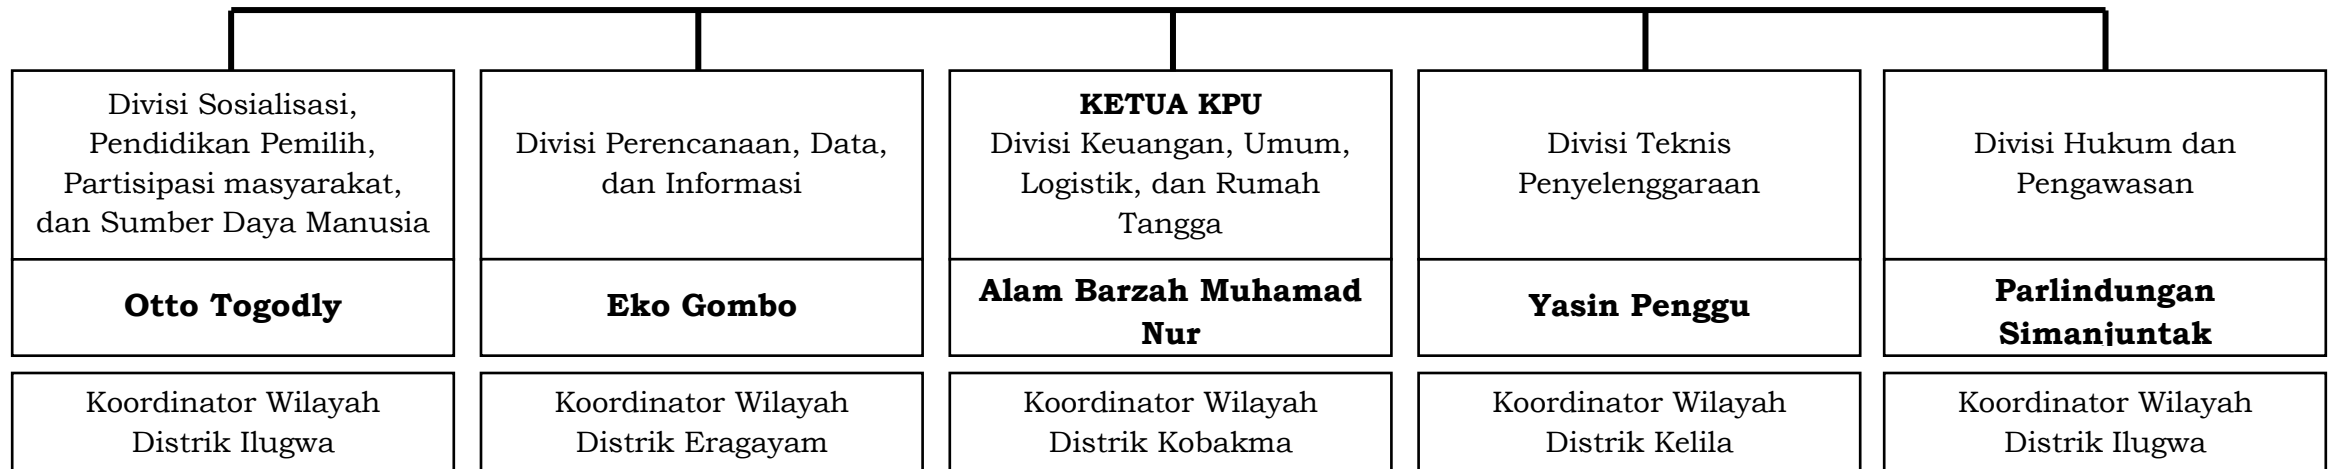 Divisi Sosialisasi,
Pendidikan Pemilih,
Partisipasi masyarakat,
dan Sumber Daya Manusia
Otto Togodly
Koordinator Wilayah
Distrik Ilugwa
Divisi Perencanaan, Data,
dan Informasi
Eko Gombo
Koordinator Wilayah
Distrik Eragayam
KETUA KPU
Divisi Keuangan, Umum,
Logistik, dan Rumah
Tangga
Alam Barzah Muhamad
Nur
Koordinator Wilayah
Distrik Kobakma
Divisi Teknis
Penyelenggaraan
Yasin Penggu
Koordinator Wilayah
Distrik Kelila
Divisi Hukum dan
Pengawasan
Parlindungan
Simanjuntak
Koordinator Wilayah
Distrik Ilugwa